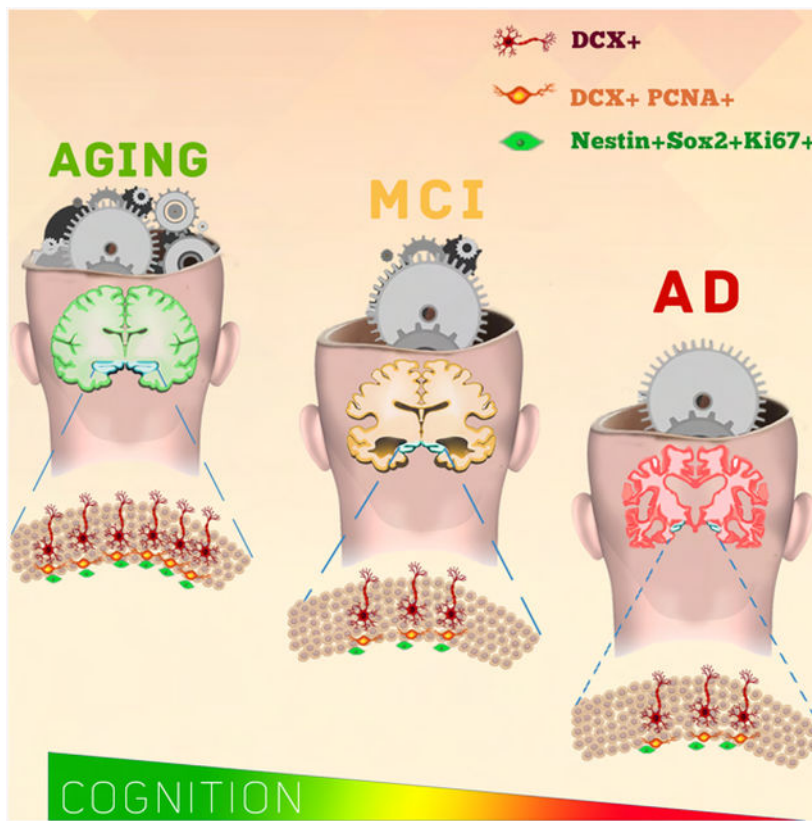 DCX+
DCX+ PCNA+
Nestin+Sox2+Ki67+
AGING
MCI
AD
COGNITION